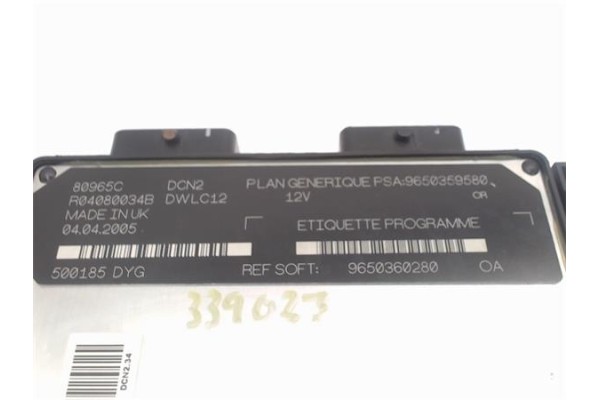 80965C DCN2 PLAN GENERIQUE PSA:9650359580
R04080034B DWLC12 12V OR
MADE IN UK
04.04.2005 ETIQUETTE PROGRAMME
500185 DYG REF SOFT: 9650360280 OA
339023
DCN2.34